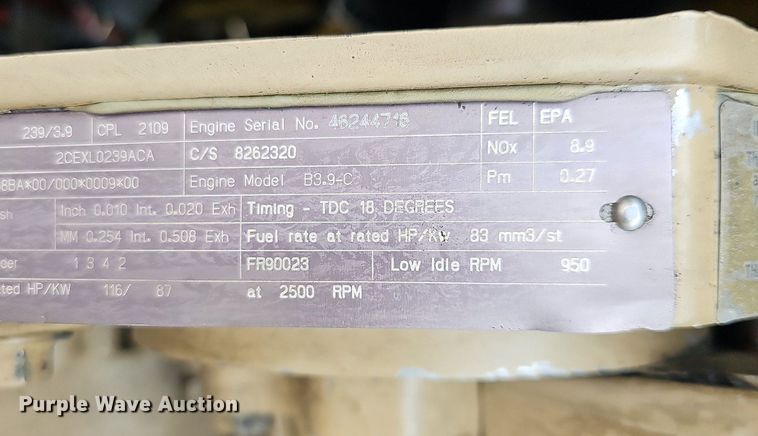 239/3.9 CPL 2109 Engine Serial No. 46244716 FEL EPA
2CEXL0239ACA C/S 8262320 NOx 8.9
8BA*00/000*0009*00 Engine Model B3.9-C Pm 0.27
sh Inch 0.010 Int. 0.020 Exh Timing - TDC 18 DEGREES
MM 0.254 Int. 0.508 Exh Fuel rate at rated HP/KW 83 mm3/st
der 1 3 4 2 FR90023 Low Idle RPM 950
ted HP/KW 116/ 87 at 2500 RPM
Purple Wave Auction